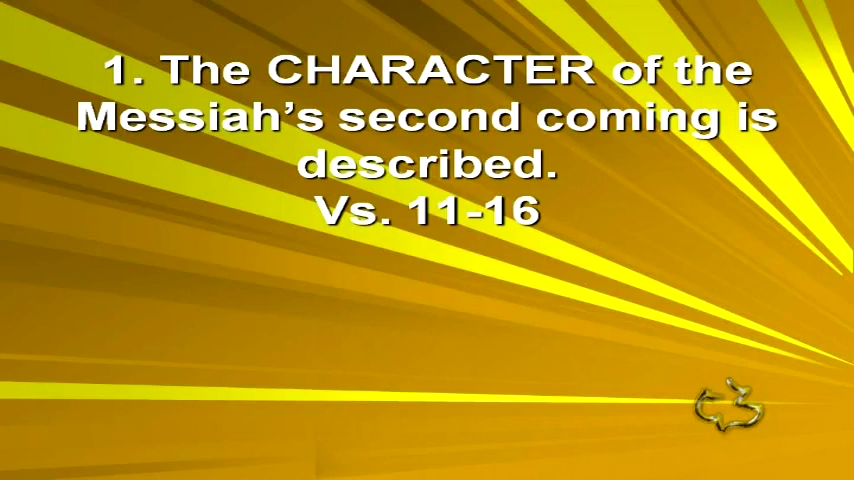 1. The CHARACTER of the
Messiah’s second coming is
described.
Vs. 11-16